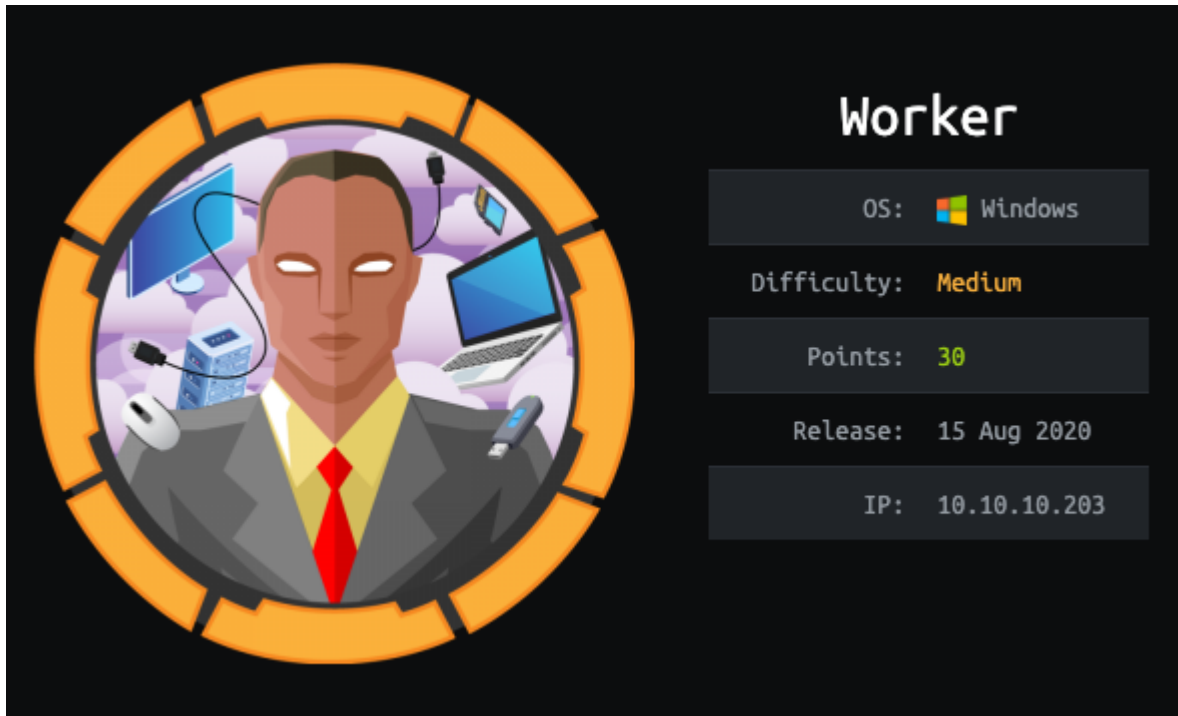 Worker
OS: Windows
Difficulty: Medium
Points: 30
Release: 15 Aug 2020
IP: 10.10.10.203